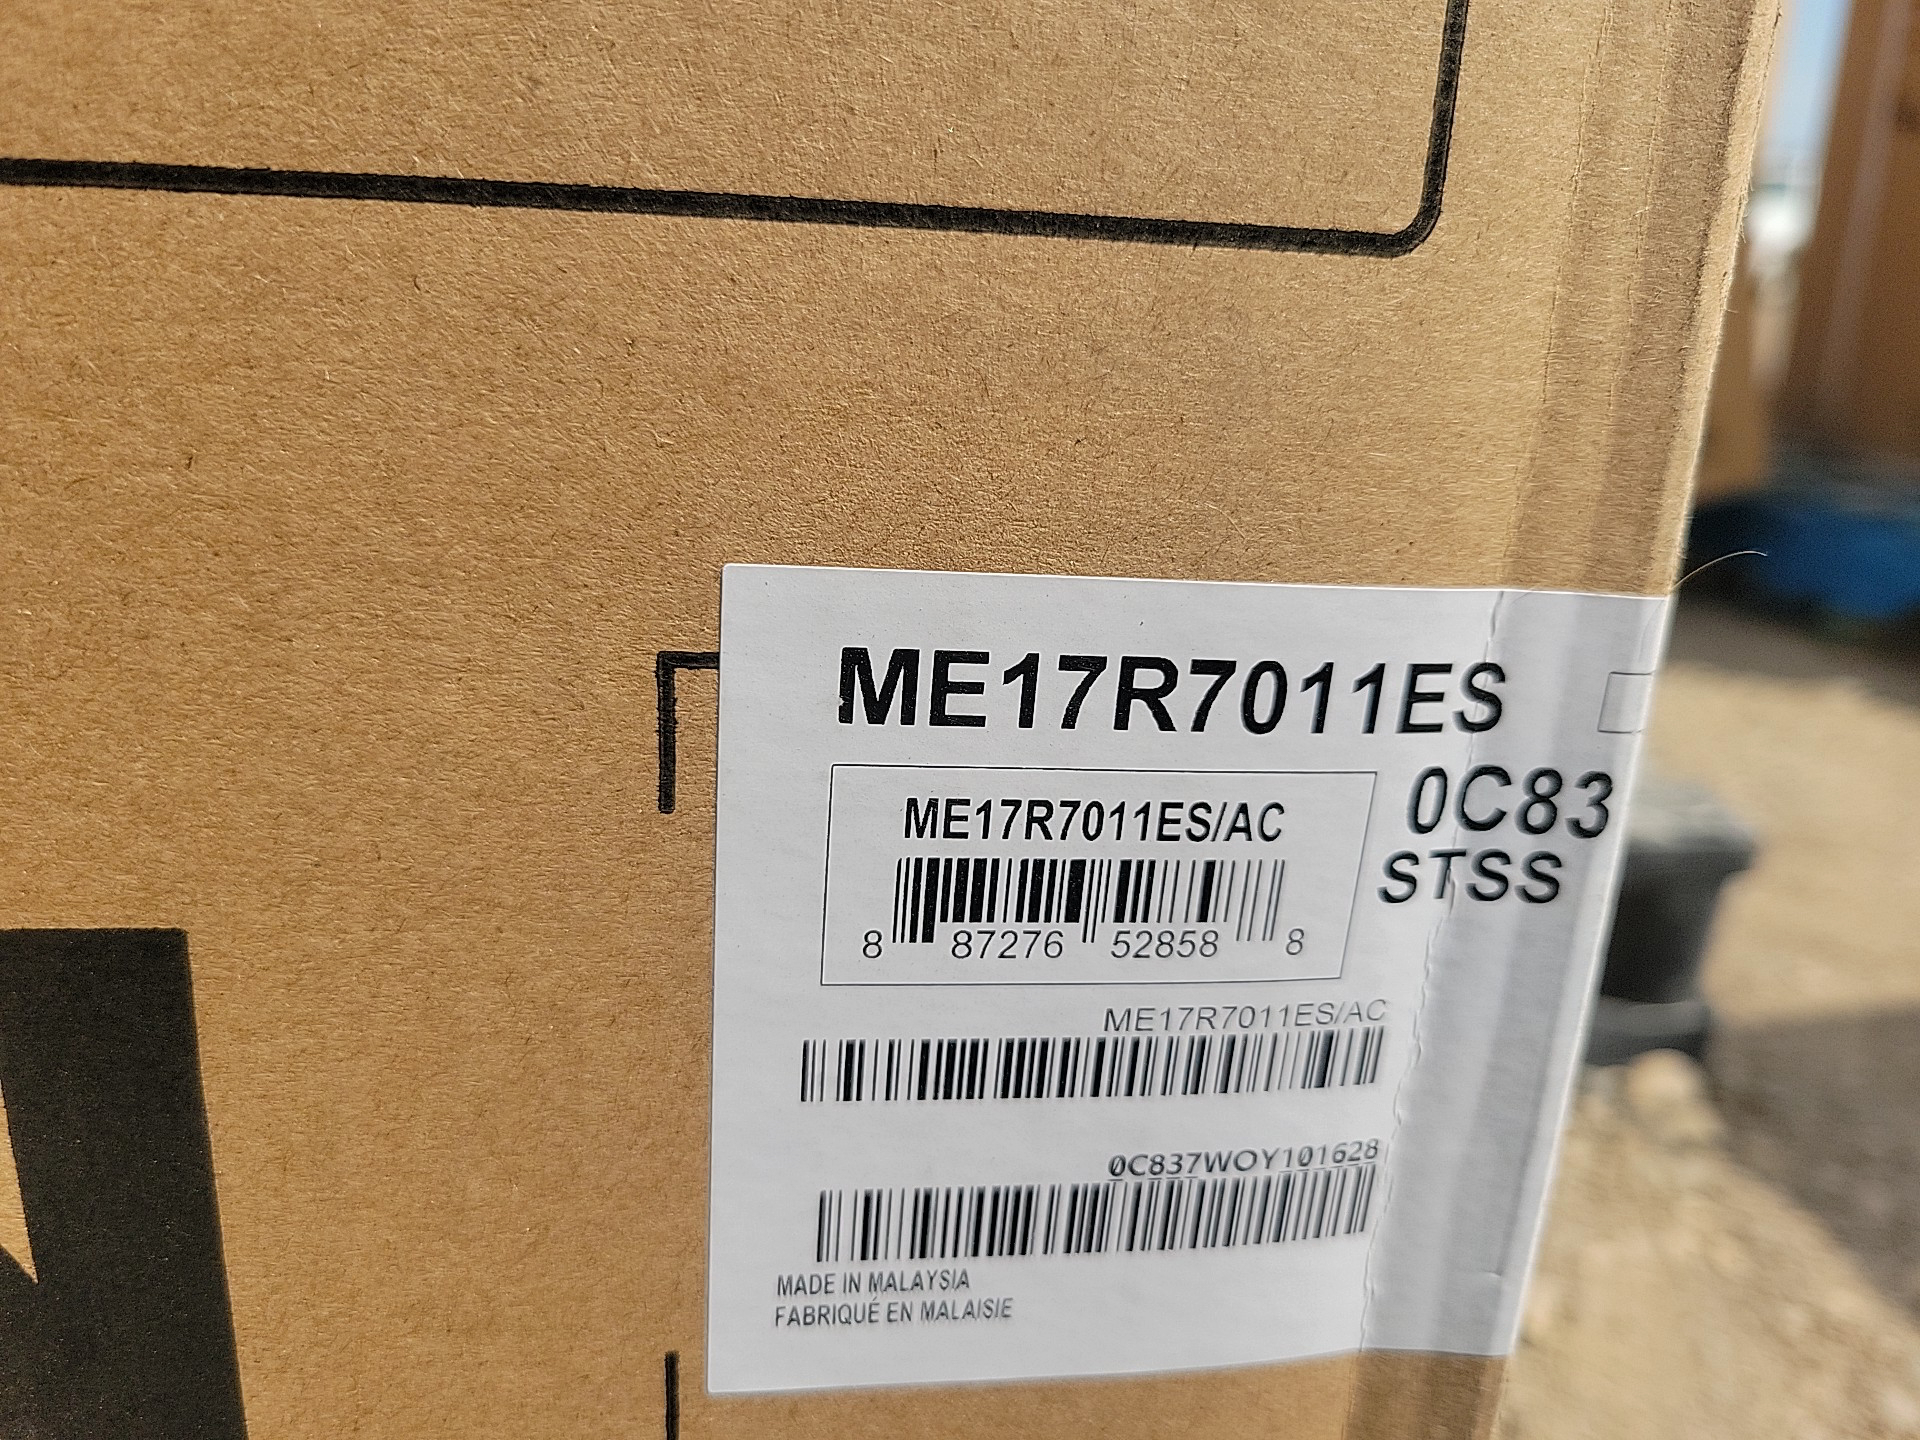 ME17R7011ES
0C83
STSS
ME17R7011ES/AC
8 87276 52858 8
ME17R7011ES/AC
0C837WOY101628
MADE IN MALAYSIA
FABRIQUÉ EN MALAISIE